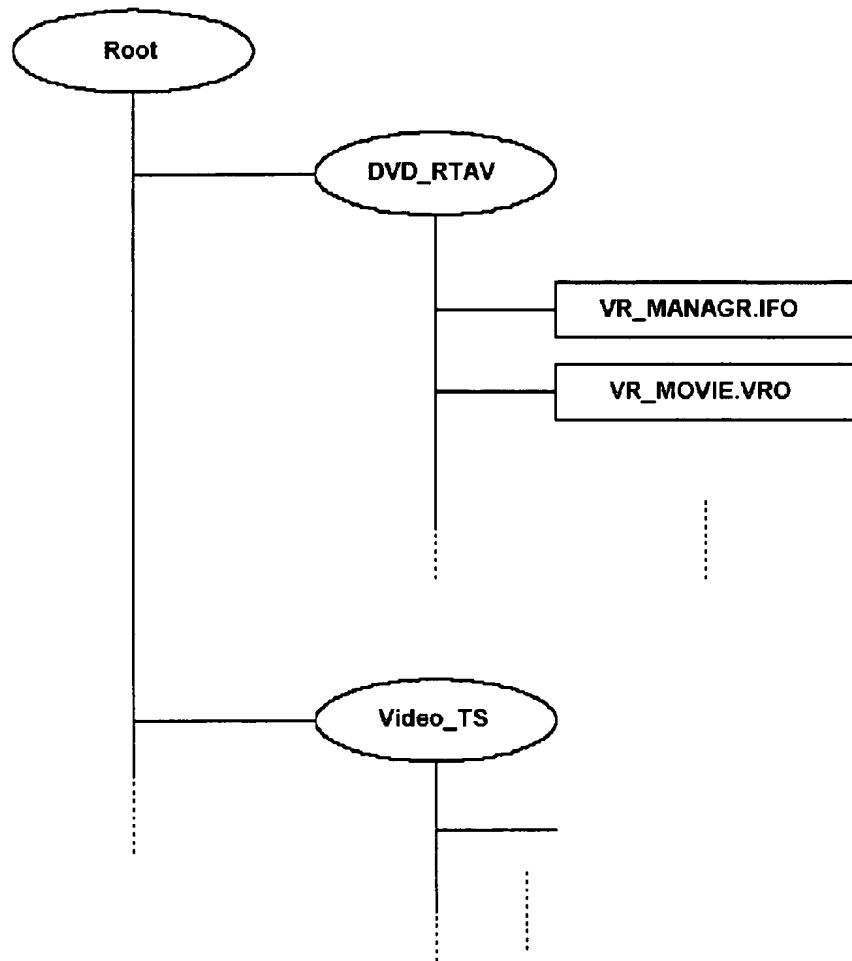 Root
DVD_RTAV
VR_MANAGR.IFO
VR_MOVIE.VRO
Video_TS